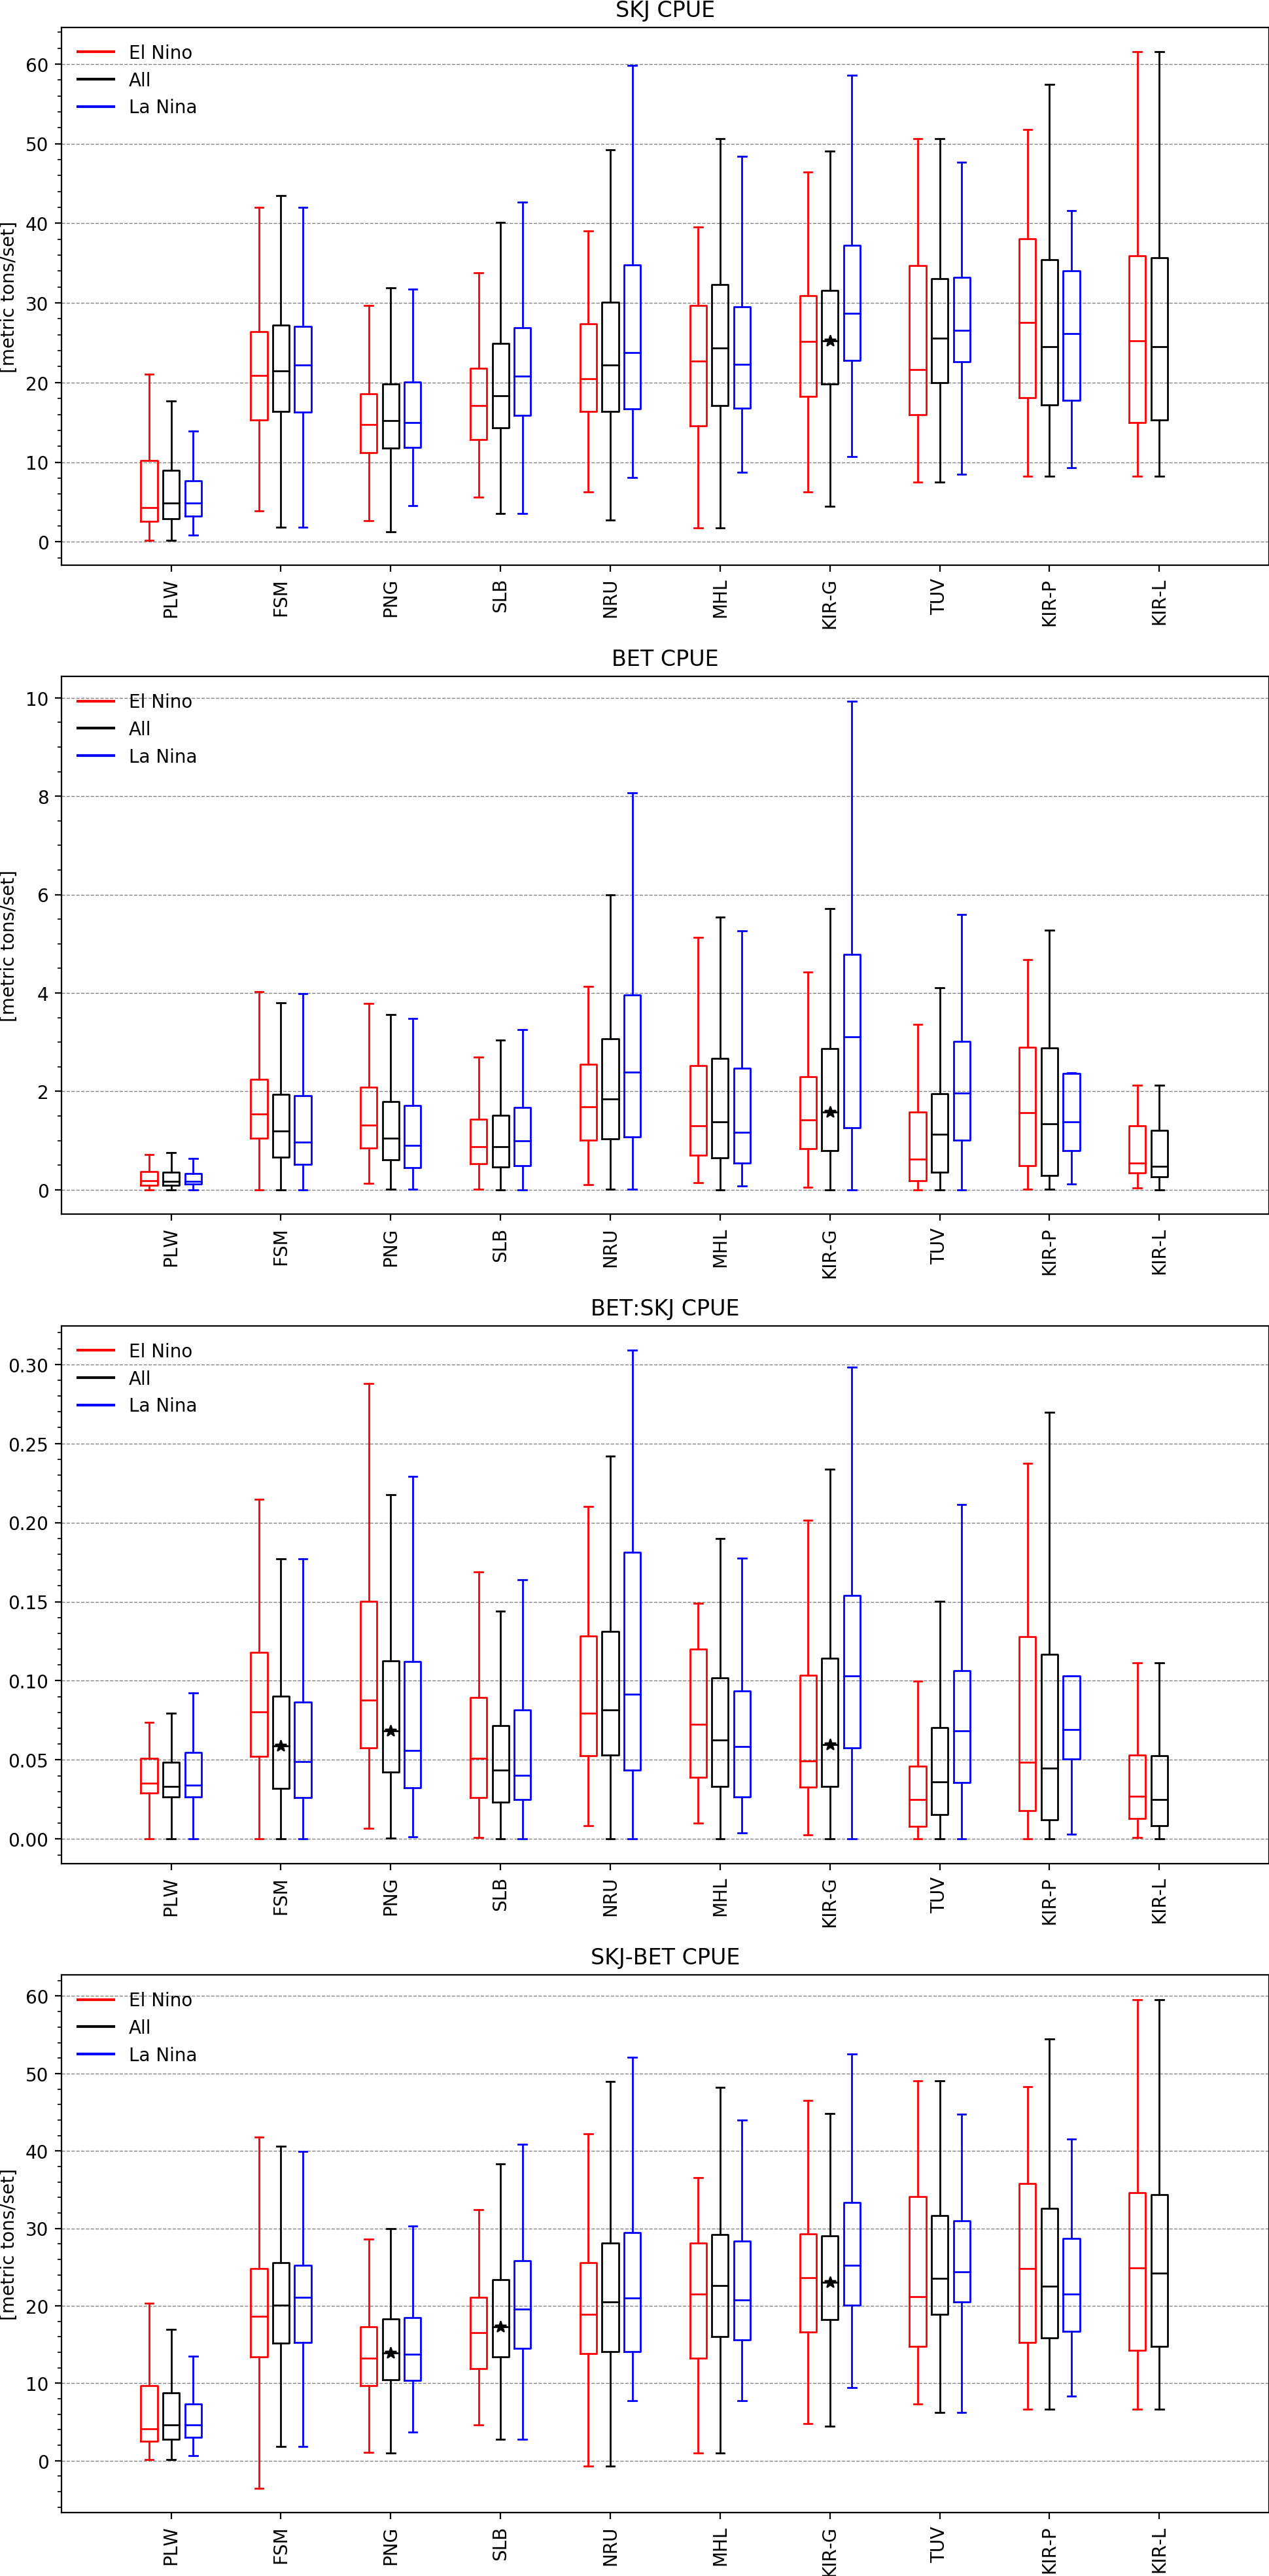 SKJ CPUE
El Nino
All
La Nina
60
50
40
30
20
10
0
[metric tons/set]
PLW FSM PNG SLB NRU MHL KIR-G TUV KIR-P KIR-L
BET CPUE
El Nino
All
La Nina
10
8
6
4
2
0
[metric tons/set]
PLW FSM PNG SLB NRU MHL KIR-G TUV KIR-P KIR-L
BET:SKJ CPUE
El Nino
All
La Nina
0.30
0.25
0.20
0.15
0.10
0.05
0.00
PLW FSM PNG SLB NRU MHL KIR-G TUV KIR-P KIR-L
SKJ-BET CPUE
El Nino
All
La Nina
60
50
40
30
20
10
0
[metric tons/set]
PLW FSM PNG SLB NRU MHL KIR-G TUV KIR-P KIR-L